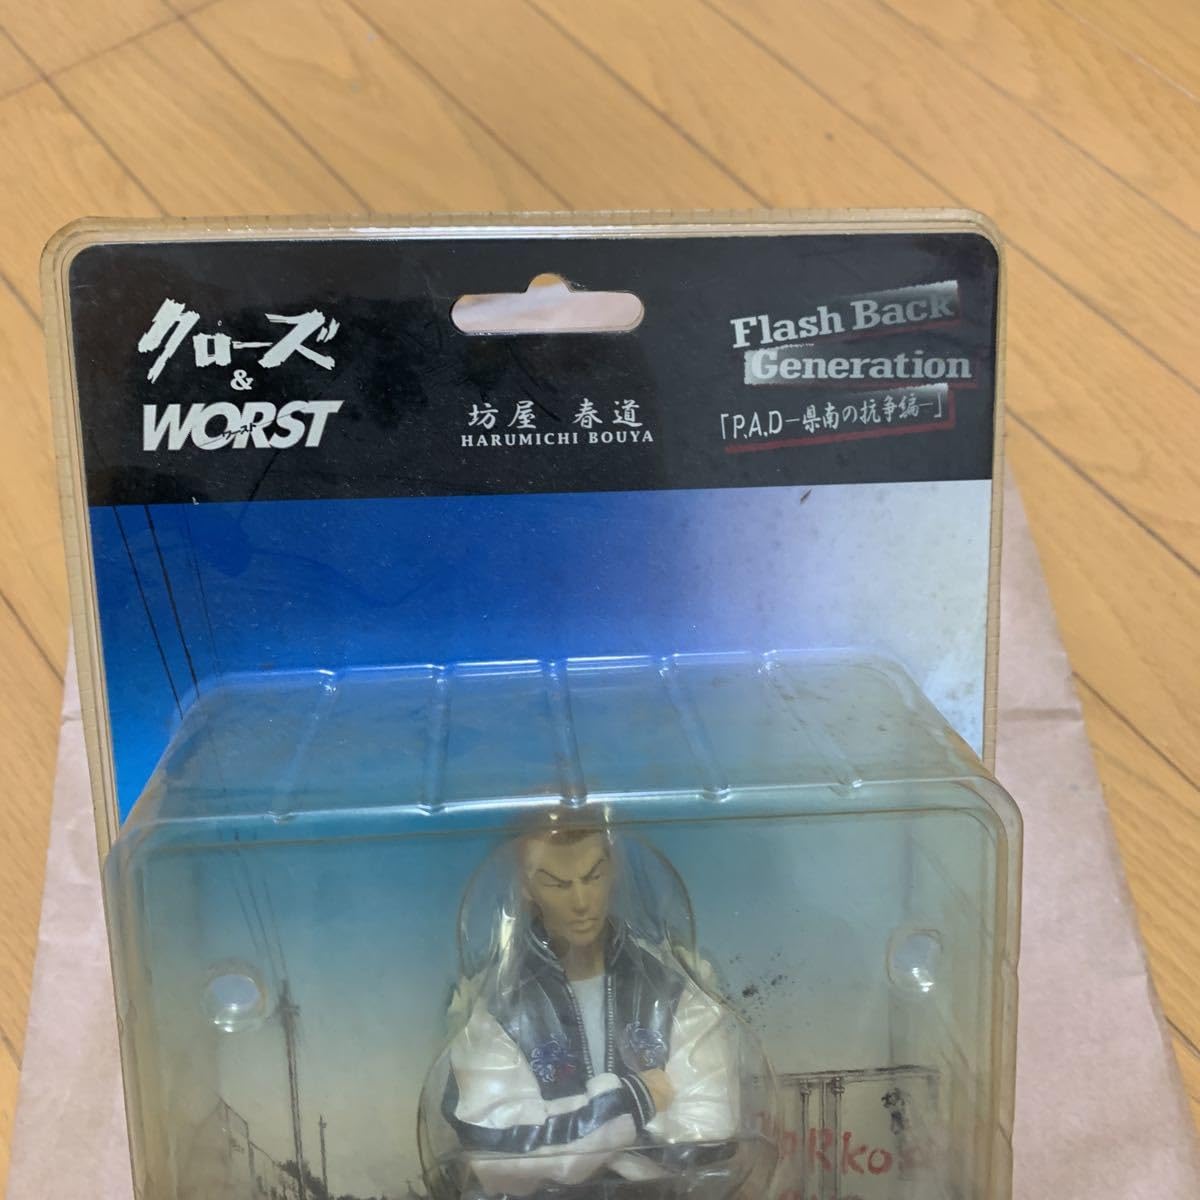 クローズ
&
WORST
ワースト
坊屋 春道
HARUMICHI BOUYA
Flash Back
Generation
「P.A.D−県南の抗争編−」